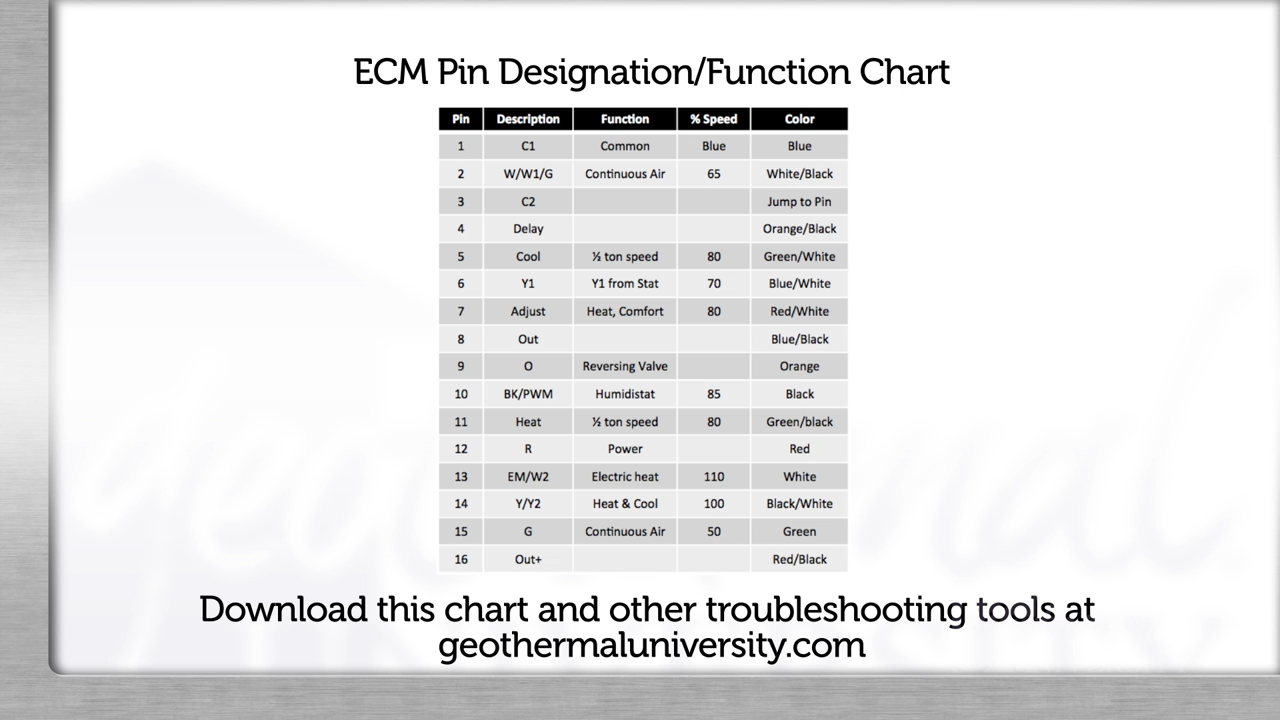 ECM Pin Designation/Function Chart
Pin Description Function % Speed Color
1 C1 Common Blue Blue
2 W/W1/G Continuous Air 65 White/Black
3 C2 Jump to Pin
4 Delay Orange/Black
5 Cool ½ ton speed 80 Green/White
6 Y1 Y1 from Stat 70 Blue/White
7 Adjust Heat, Comfort 80 Red/White
8 Out Blue/Black
9 O Reversing Valve Orange
10 BK/PWM Humidistat 85 Black
11 Heat ½ ton speed 80 Green/black
12 R Power Red
13 EM/W2 Electric heat 110 White
14 Y/Y2 Heat & Cool 100 Black/White
15 G Continuous Air 50 Green
16 Out+ Red/Black
Download this chart and other troubleshooting tools at
geothermaluniversity.com